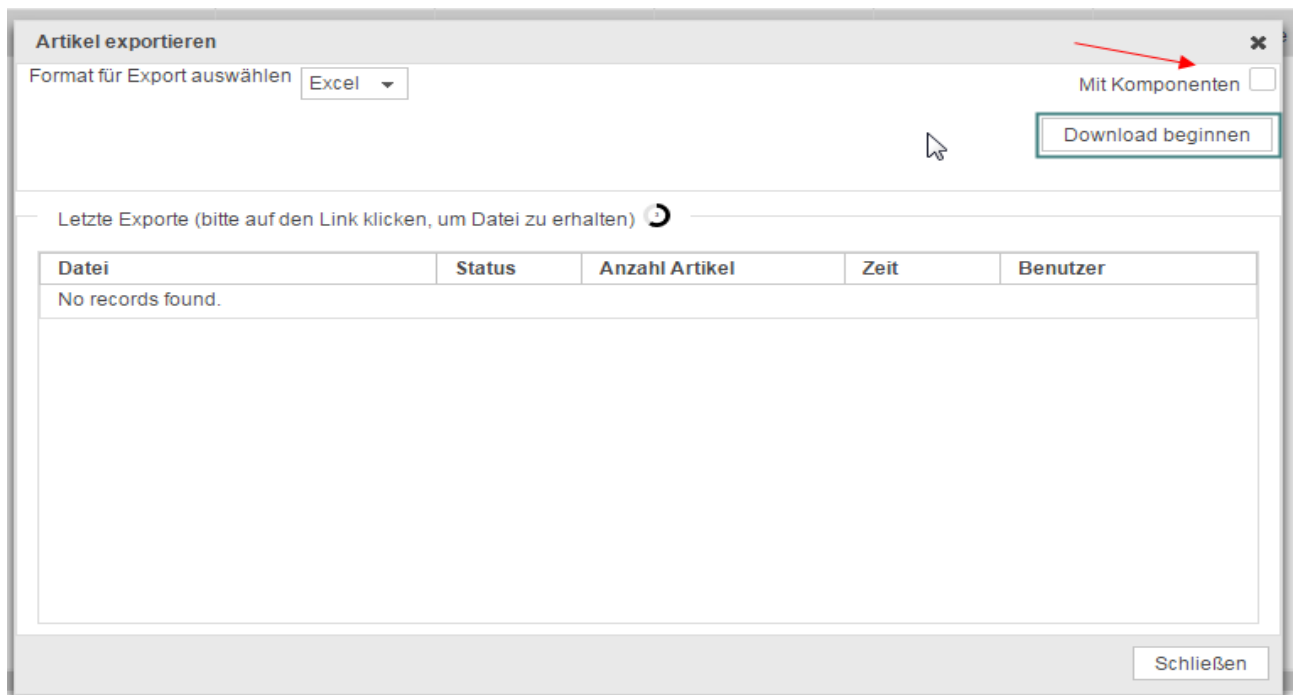 Artikel exportieren
Format für Export auswählen Excel
Mit Komponenten
Download beginnen
Letzte Exporte (bitte auf den Link klicken, um Datei zu erhalten)
Datei Status Anzahl Artikel Zeit Benutzer
No records found.
Schließen